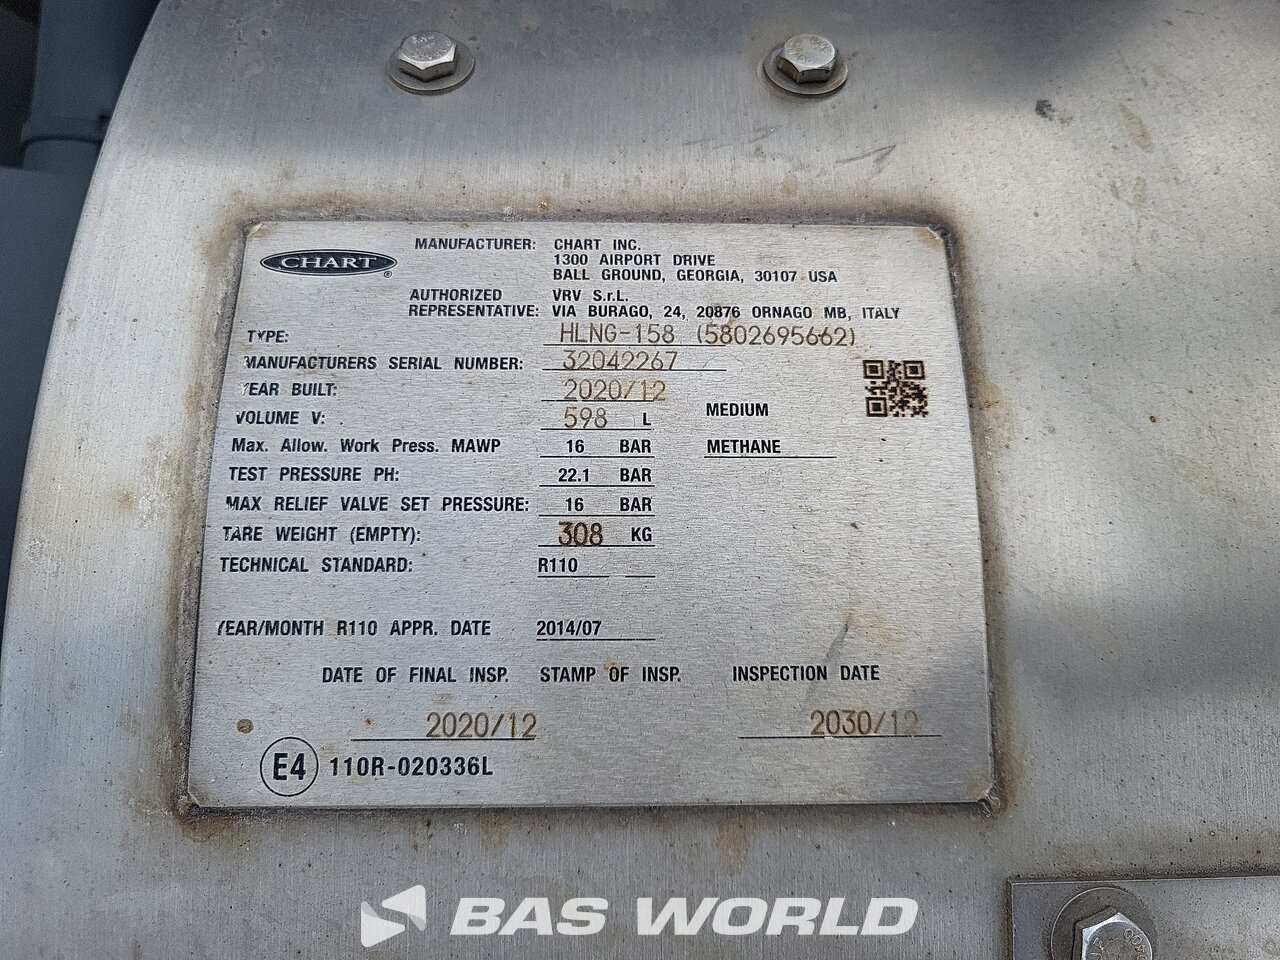 CHART®
MANUFACTURER: CHART INC.
1300 AIRPORT DRIVE
BALL GROUND, GEORGIA, 30107 USA
AUTHORIZED REPRESENTATIVE: VRV S.r.L.
VIA BURAGO, 24, 20876 ORNAGO MB, ITALY
TYPE: HLNG-158 (5802695662)
MANUFACTURERS SERIAL NUMBER: 32042267
YEAR BUILT: 2020/12
VOLUME V: 598 L
MEDIUM
Max. Allow. Work Press. MAWP 16 BAR
METHANE
TEST PRESSURE PH: 22.1 BAR
MAX RELIEF VALVE SET PRESSURE: 16 BAR
TARE WEIGHT (EMPTY): 308 KG
TECHNICAL STANDARD: R110
YEAR/MONTH R110 APPR. DATE 2014/07
DATE OF FINAL INSP. STAMP OF INSP. INSPECTION DATE
2020/12 2030/12
E4 110R-020336L
BAS WORLD